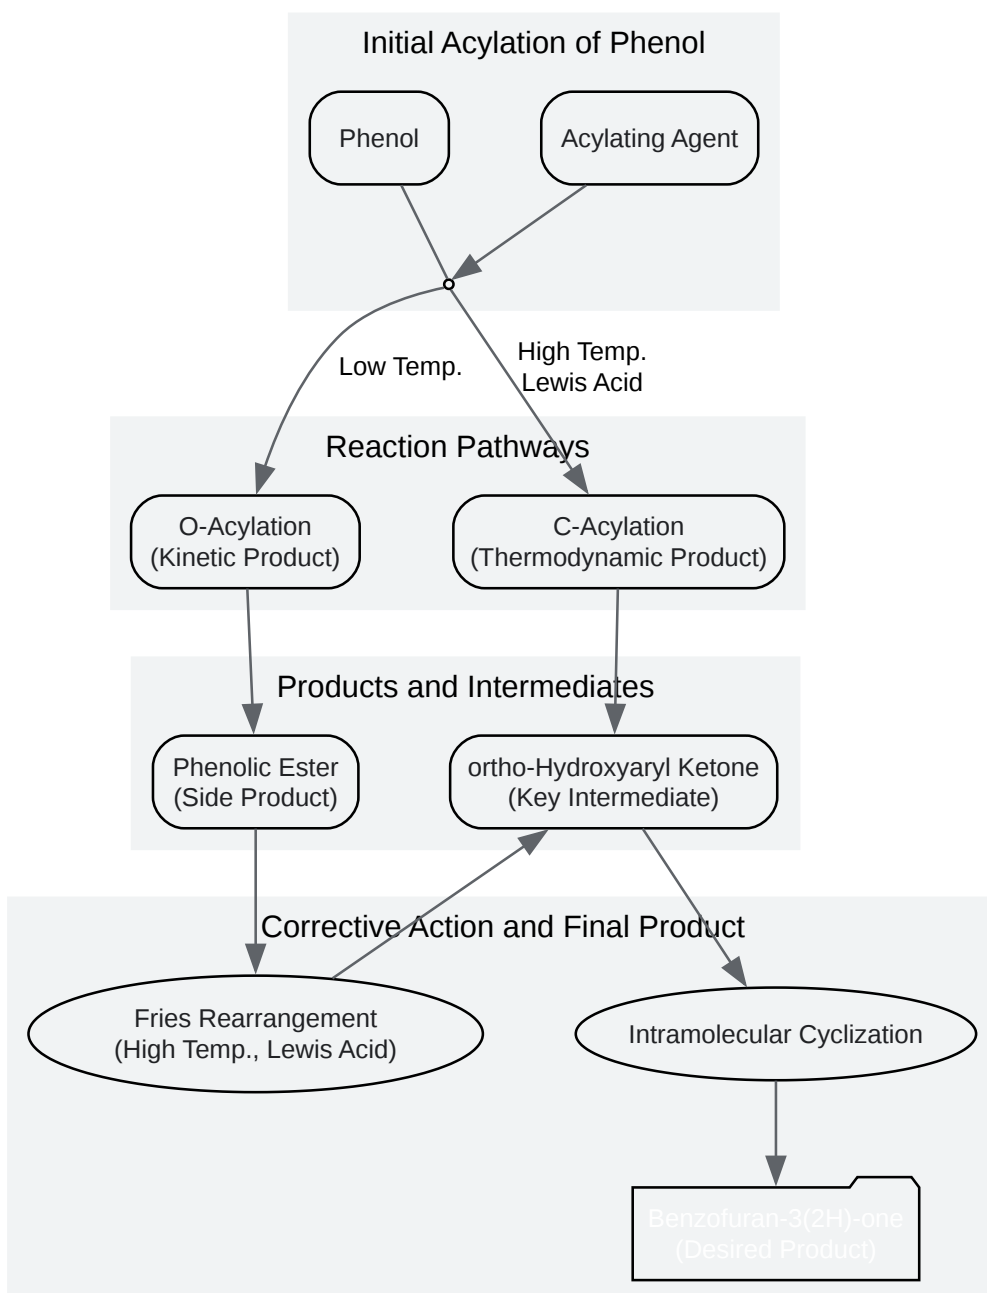 Initial Acylation of Phenol
Phenol
Acylating Agent
Low Temp.
High Temp.
Lewis Acid
Reaction Pathways
O-Acylation
(Kinetic Product)
C-Acylation
(Thermodynamic Product)
Products and Intermediates
Phenolic Ester
(Side Product)
ortho-Hydroxyaryl Ketone
(Key Intermediate)
Corrective Action and Final Product
Fries Rearrangement
(High Temp., Lewis Acid)
Intramolecular Cyclization
Benzofuran-3(2H)-one
(Desired Product)